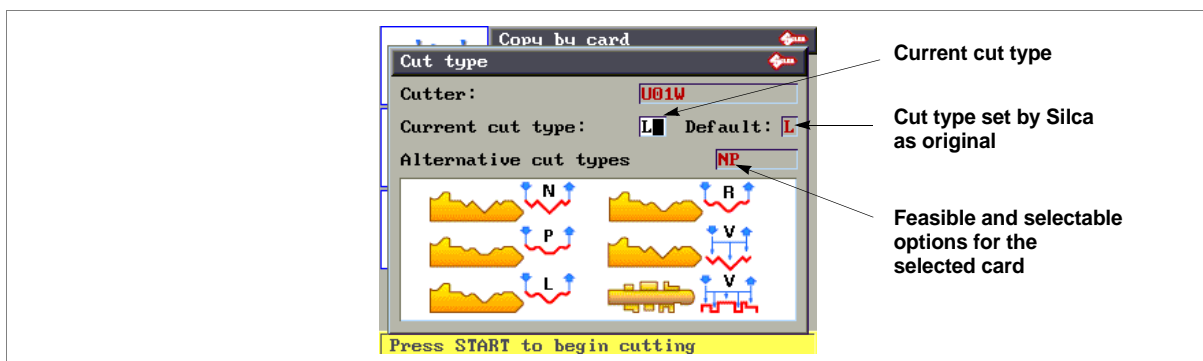 Copy by card
Cut type
Cutter: U01W
Current cut type: L Default: L
Alternative cut types NP
N R
P V
L V
Press START to begin cutting
Current cut type
Cut type set by Silca
as original
Feasible and selectable
options for the
selected card